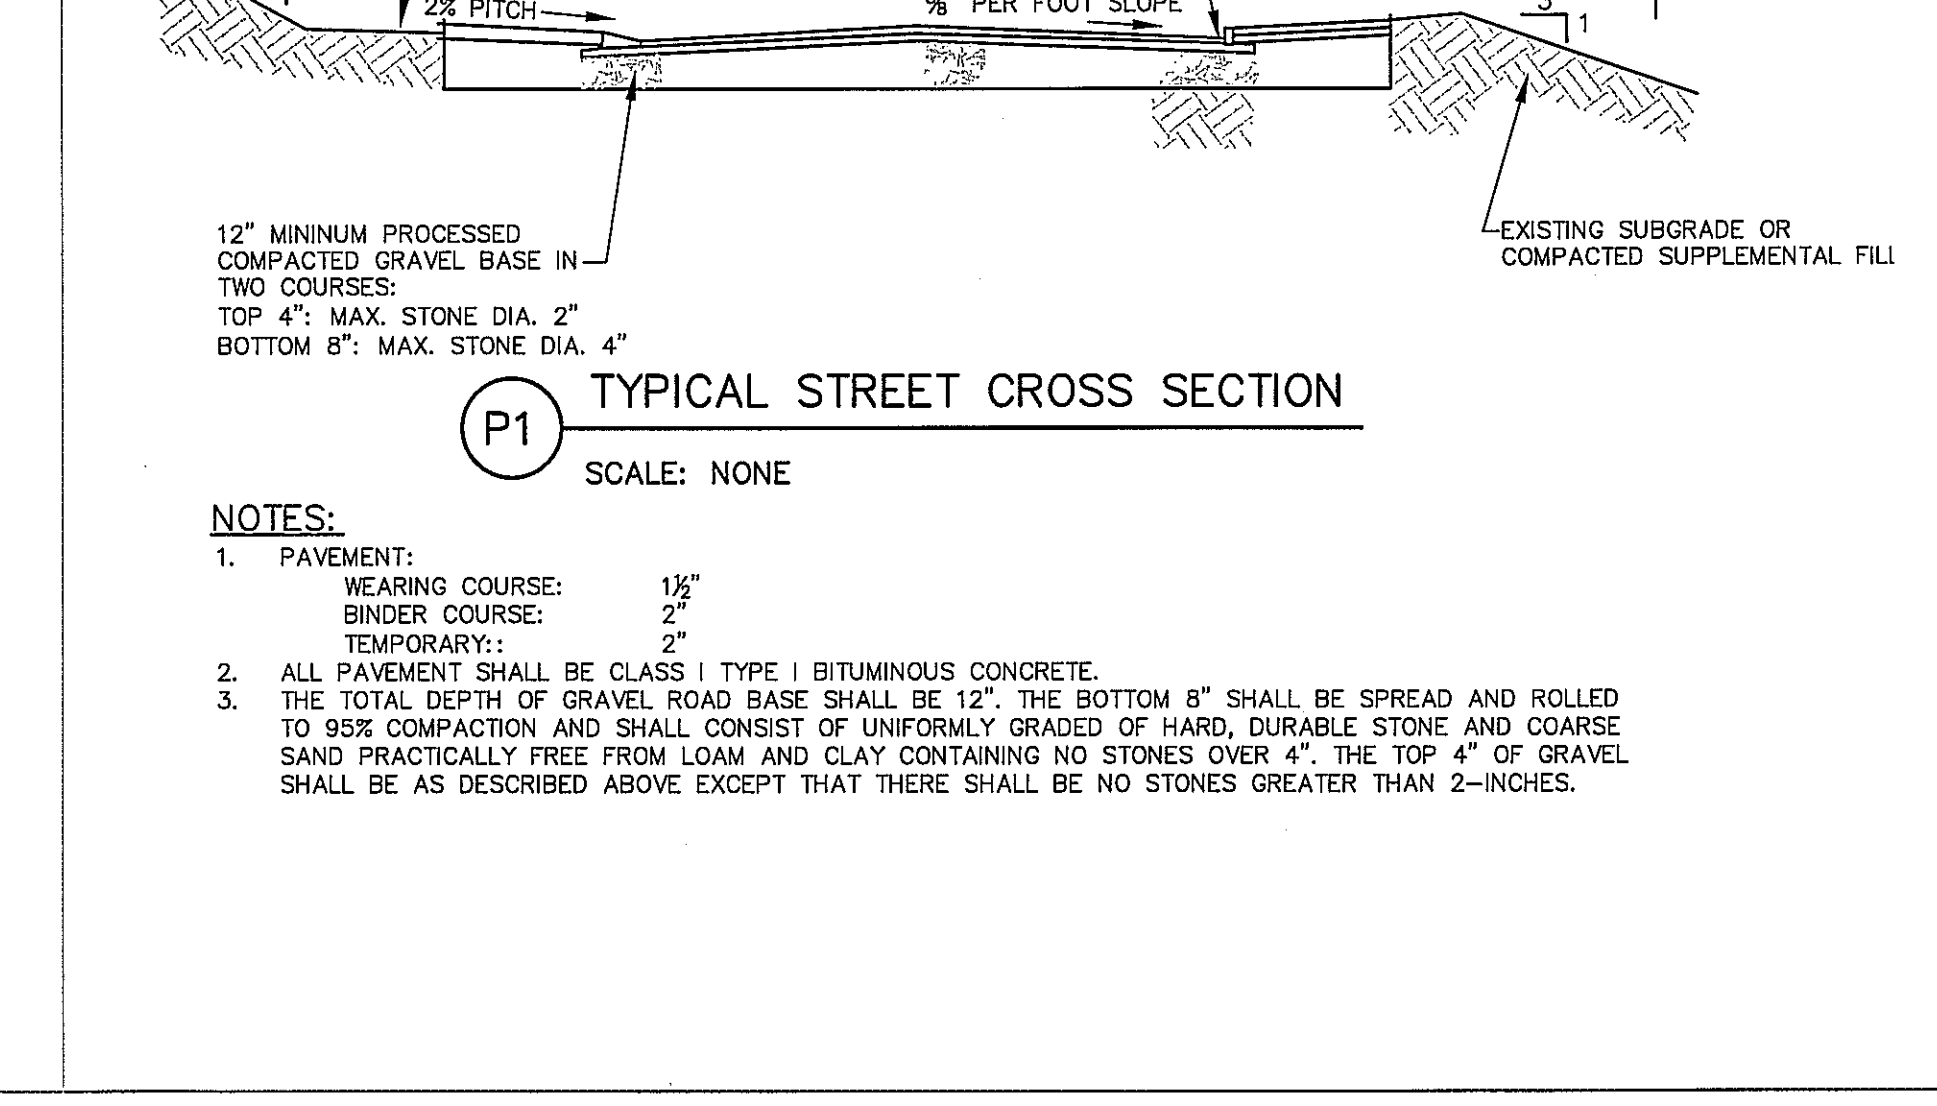 2% PITCH
PER FOOT SLOPE
3
1
12" MININUM PROCESSED
COMPACTED GRAVEL BASE IN
TWO COURSES:
TOP 4": MAX. STONE DIA. 2"
BOTTOM 8": MAX. STONE DIA. 4"
EXISTING SUBGRADE OR
COMPACTED SUPPLEMENTAL FILL
P1
TYPICAL STREET CROSS SECTION
SCALE: NONE
NOTES:
1. PAVEMENT:
WEARING COURSE: 1½"
BINDER COURSE: 2"
TEMPORARY:: 2"
2. ALL PAVEMENT SHALL BE CLASS I TYPE I BITUMINOUS CONCRETE.
3. THE TOTAL DEPTH OF GRAVEL ROAD BASE SHALL BE 12". THE BOTTOM 8" SHALL BE SPREAD AND ROLLED
TO 95% COMPACTION AND SHALL CONSIST OF UNIFORMLY GRADED OF HARD, DURABLE STONE AND COARSE
SAND PRACTICALLY FREE FROM LOAM AND CLAY CONTAINING NO STONES OVER 4". THE TOP 4" OF GRAVEL
SHALL BE AS DESCRIBED ABOVE EXCEPT THAT THERE SHALL BE NO STONES GREATER THAN 2-INCHES.